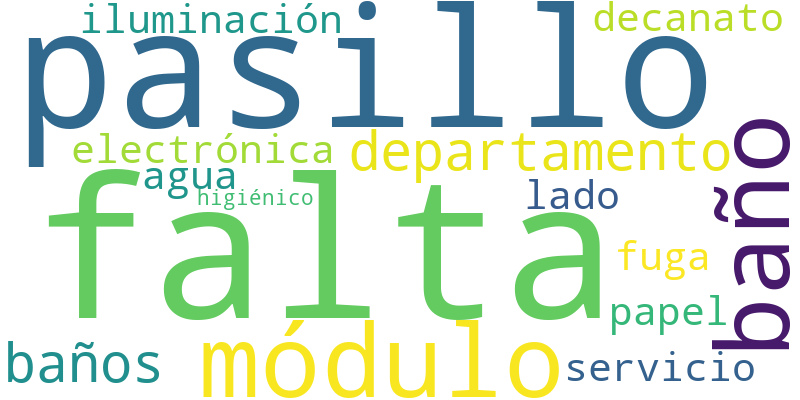 iluminación decanato
pasillo
electrónica departamento
agua
higiénico lado
falta
baño
fuga
papel
baños módulo servicio